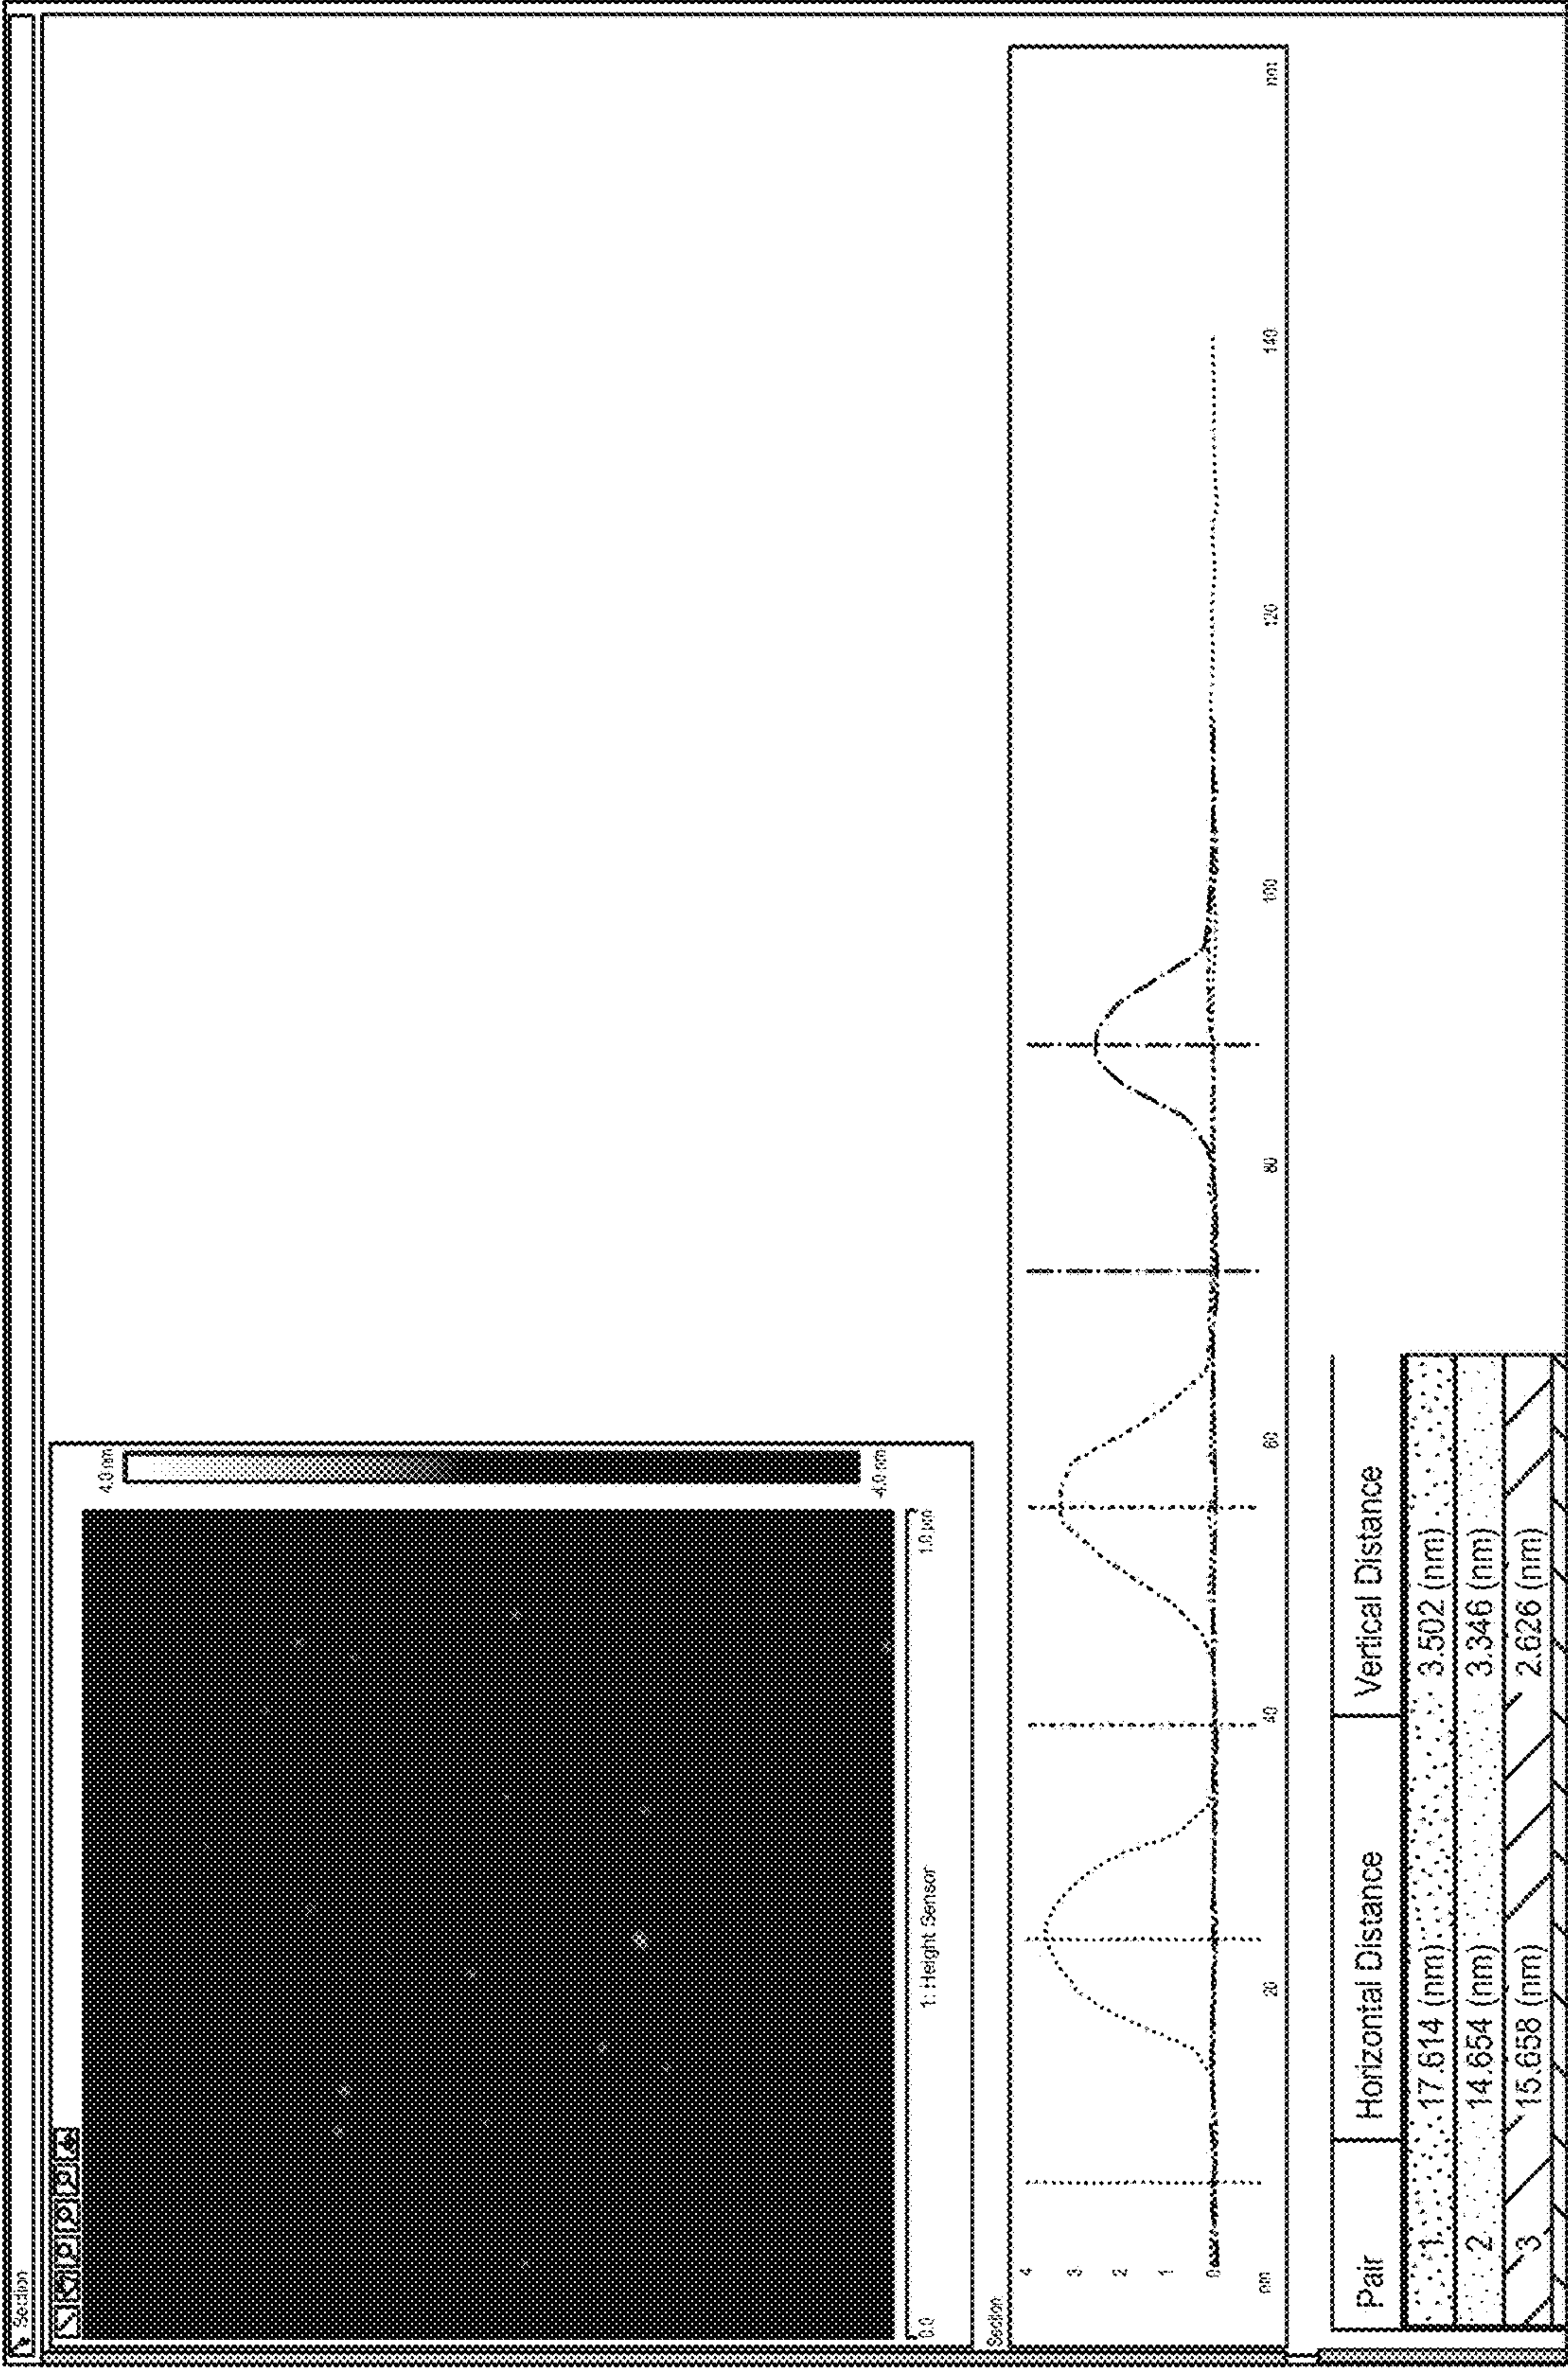 Section
4.0 nm
-4.0 nm
0.0
1: Height Sensor
1.0 µm
Section
4
3
2
1
0
nm
20
40
60
80
100
120
140
nm
Pair Horizontal Distance Vertical Distance
1 17.614 (nm) 3.502 (nm)
2 14.654 (nm) 3.346 (nm)
3 15.658 (nm) 2.626 (nm)